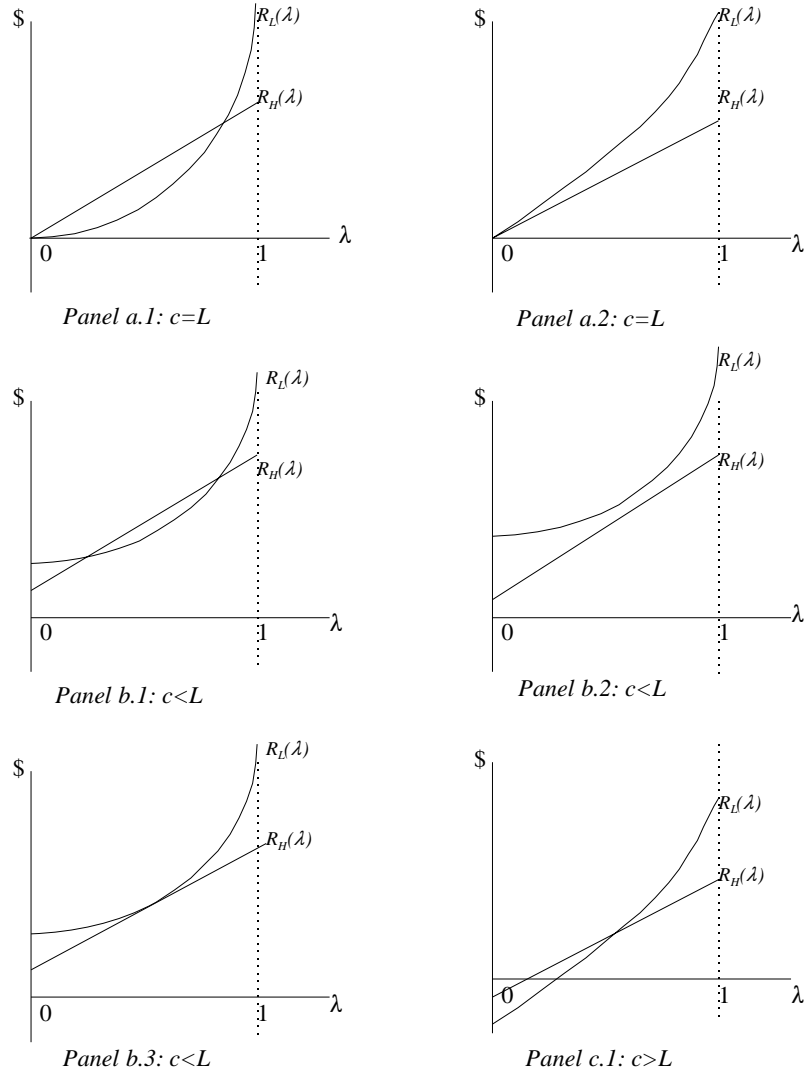 $
R_L(λ)
R_H(λ)
0
1
λ
Panel a.1: c=L
R_L(λ)
$
R_H(λ)
0
1
λ
Panel a.2: c=L
R_L(λ)
$
R_H(λ)
0
1
λ
Panel b.1: c<L
R_L(λ)
$
R_H(λ)
0
1
λ
Panel b.2: c<L
R_L(λ)
$
R_H(λ)
0
1
λ
Panel b.3: c<L
$
R_L(λ)
R_H(λ)
0
1
λ
Panel c.1: c>L